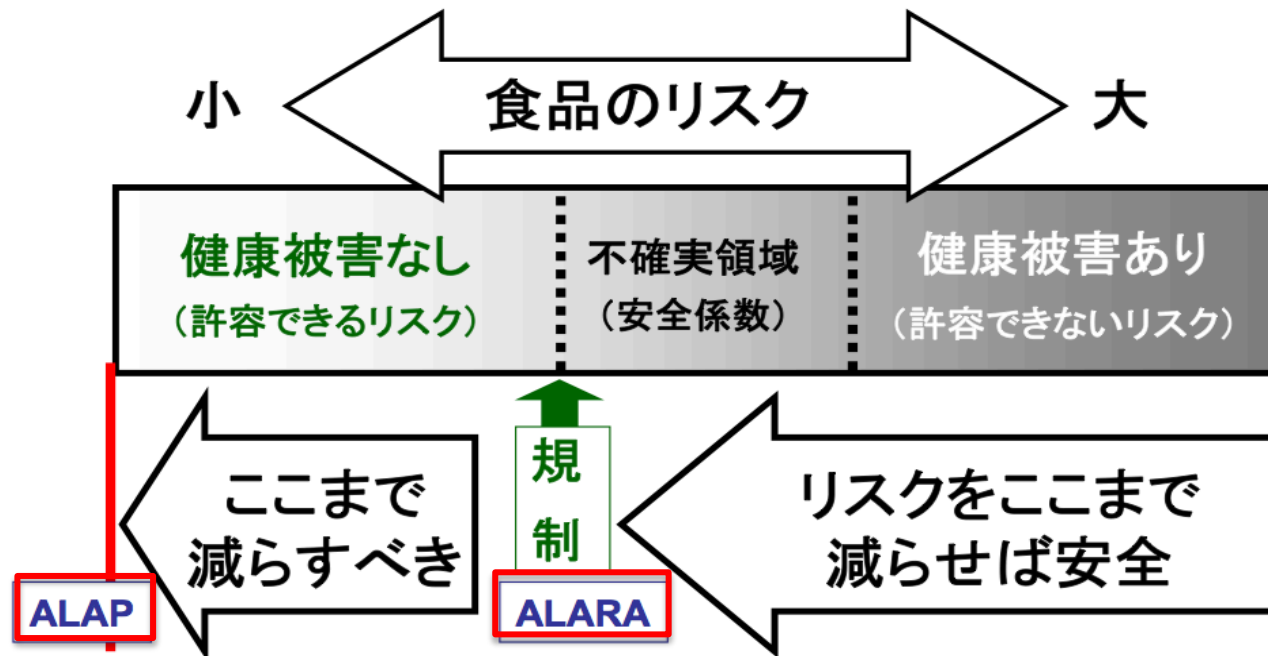 小
食品のリスク
大
健康被害なし
（許容できるリスク）
不確実領域
（安全係数）
健康被害あり
（許容できないリスク）
ここまで
減らすべき
規
制
リスクをここまで
減らせば安全
ALAP
ALARA